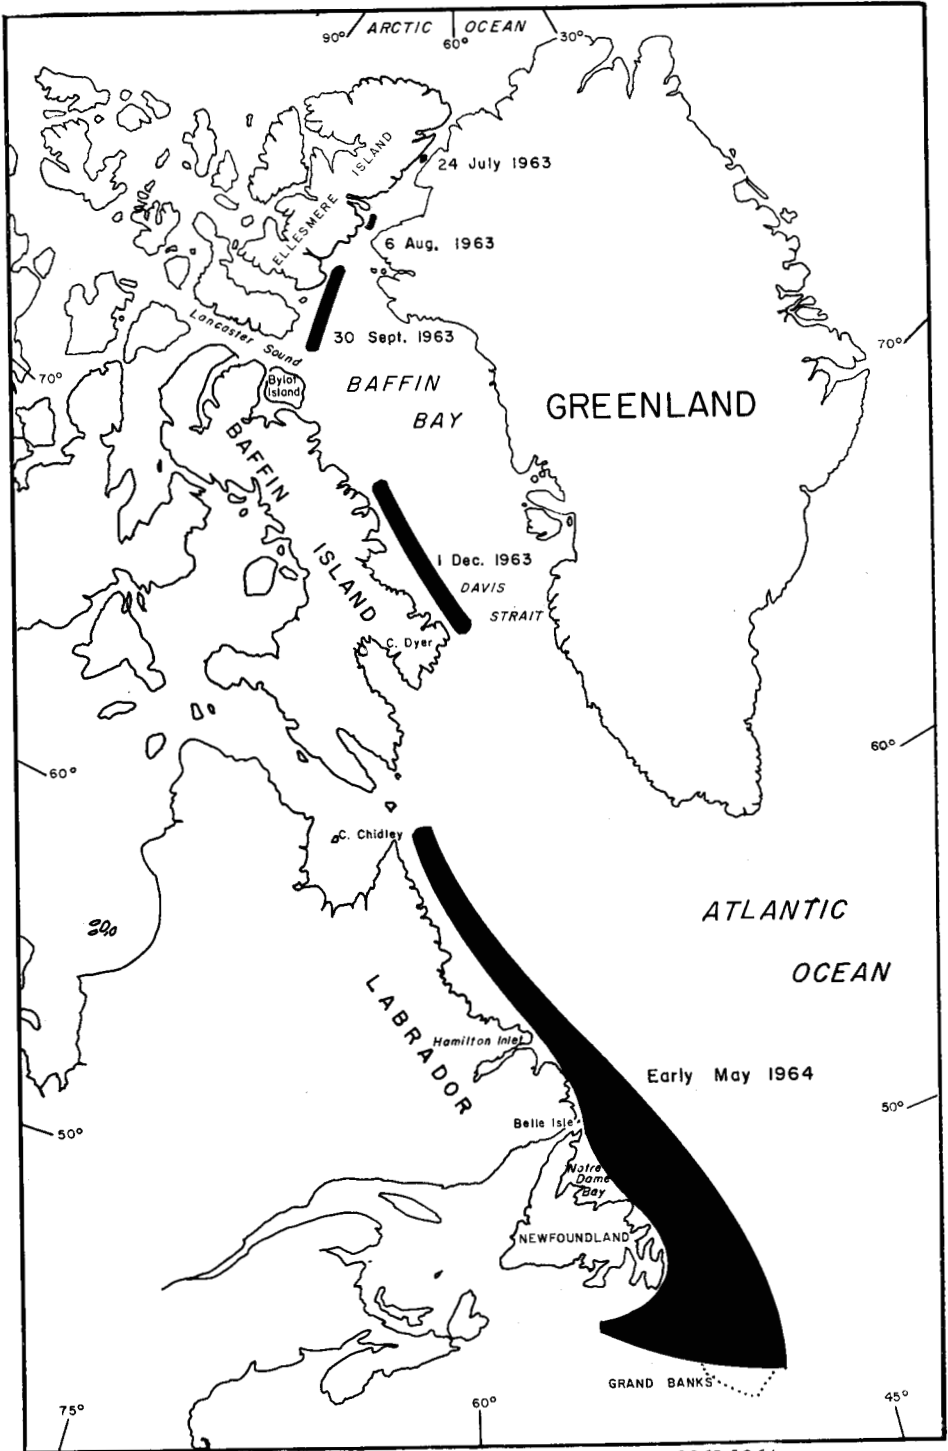 ARCTIC OCEAN
90°
60°
30°
ELLESMERE ISLAND
24 July 1963
6 Aug. 1963
30 Sept. 1963
Lancaster Sound
70°
70°
Bylot
Island
BAFFIN
BAY
GREENLAND
BAFFIN ISLAND
1 Dec. 1963
DAVIS
STRAIT
C. Dyer
60°
60°
C. Chidley
ATLANTIC
OCEAN
LABRADOR
Hamilton Inlet
Early May 1964
50°
50°
Belle Isle
Notre
Dame
Bay
NEWFOUNDLAND
GRAND BANKS
75°
60°
45°